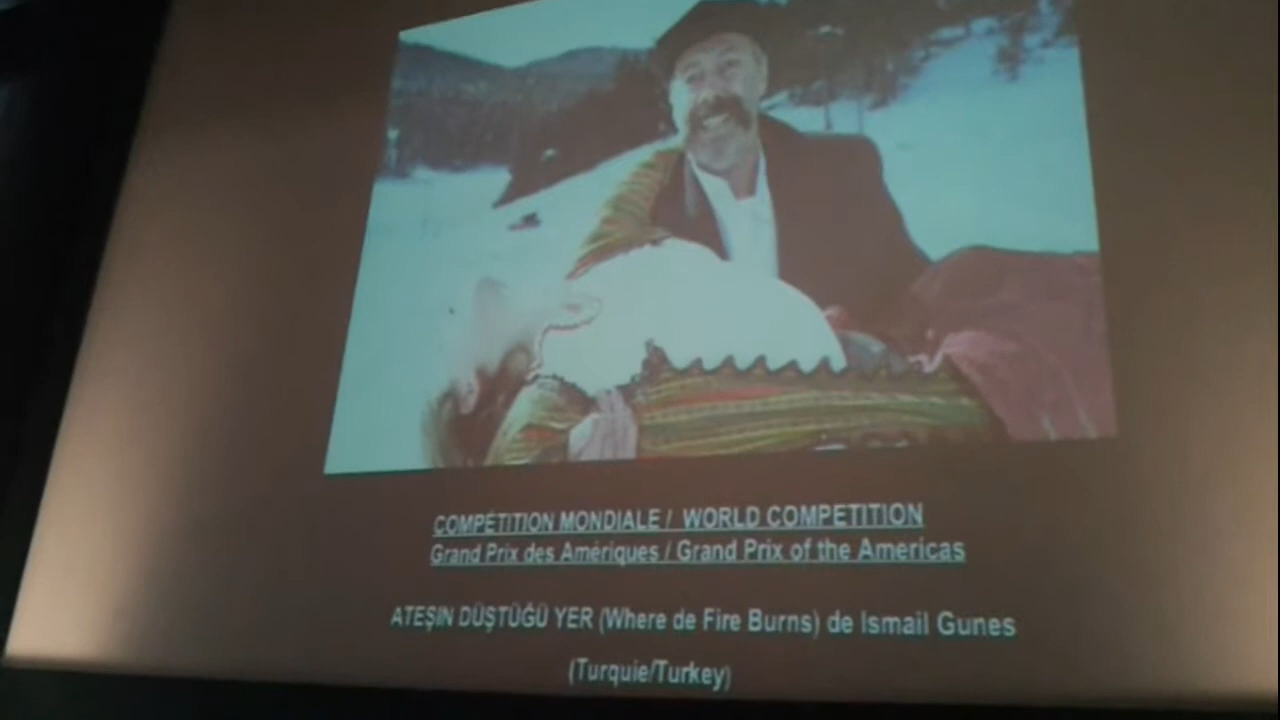 COMPÉTITION MONDIALE / WORLD COMPETITION
Grand Prix des Amériques / Grand Prix of the Americas
ATEŞIN DÜŞTÜĞÜ YER (Where de Fire Burns) de Ismail Gunes
(Turquie/Turkey)